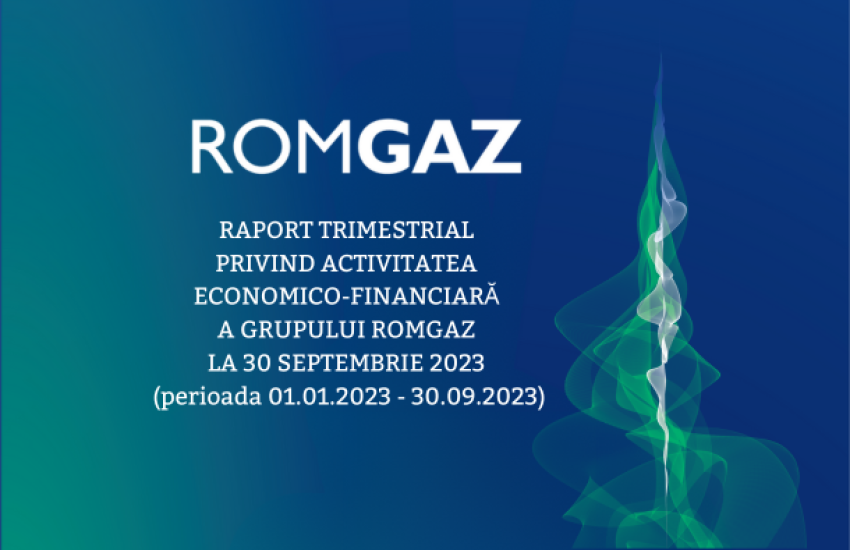 ROMGAZ
RAPORT TRIMESTRIAL
PRIVIND ACTIVITATEA
ECONOMICO-FINANCIARĂ
A GRUPULUI ROMGAZ
LA 30 SEPTEMBRIE 2023
(perioada 01.01.2023 - 30.09.2023)